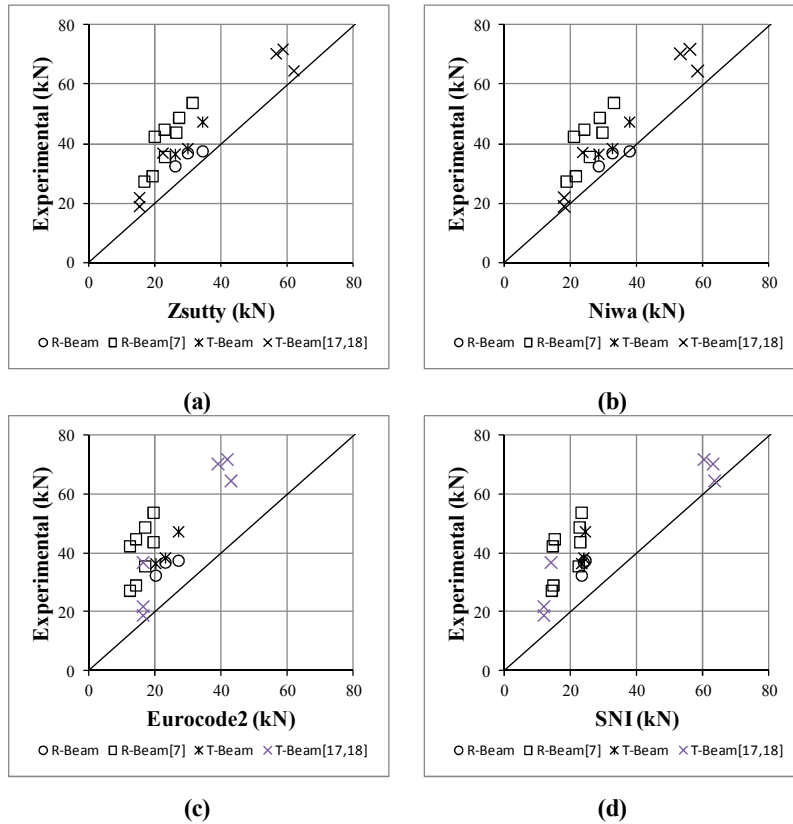 80
60
40
20
0
Experimental (kN)
0 20 40 60 80
Zsutty (kN)
R-Beam R-Beam[7] T-Beam T-Beam[17,18]
(a)
80
60
40
20
0
Experimental (kN)
0 20 40 60 80
Niwa (kN)
R-Beam R-Beam[7] T-Beam T-Beam[17,18]
(b)
80
60
40
20
0
Experimental (kN)
0 20 40 60 80
Eurocode2 (kN)
R-Beam R-Beam[7] T-Beam T-Beam[17,18]
(c)
80
60
40
20
0
Experimental (kN)
0 20 40 60 80
SNI (kN)
R-Beam R-Beam[7] T-Beam T-Beam[17,18]
(d)